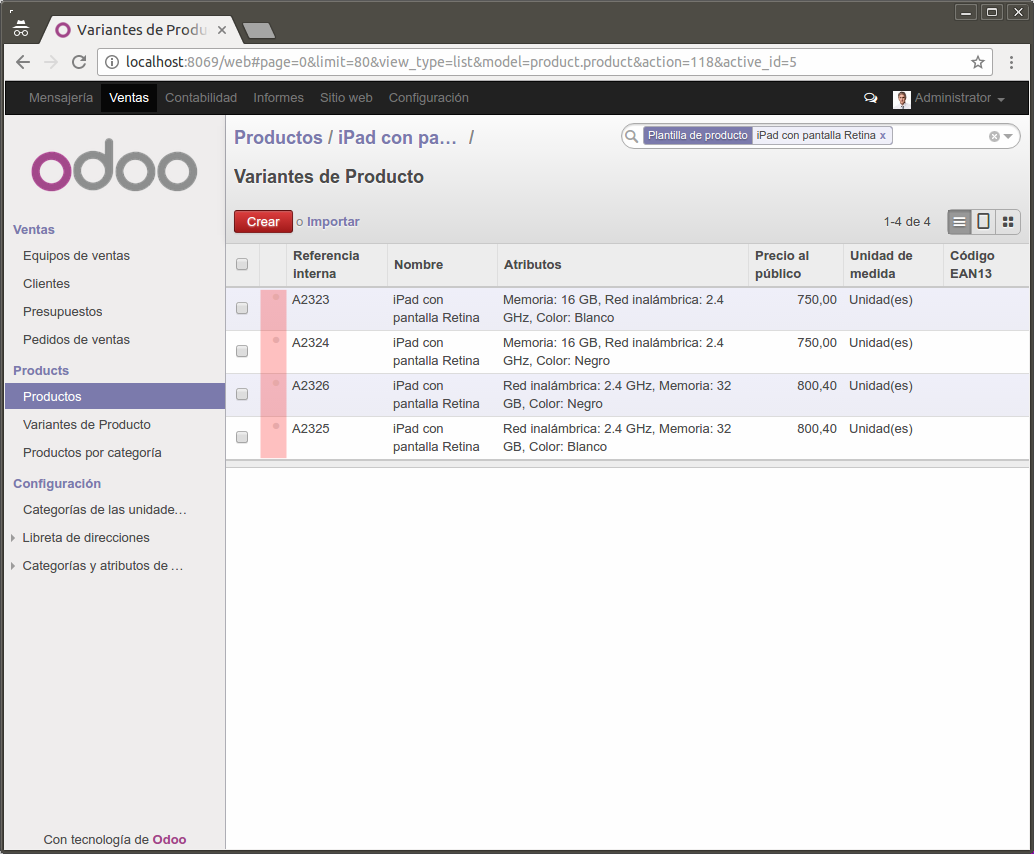 Variantes de Produ
localhost:8069/web#page=0&limit=80&view_type=list&model=product.product&action=118&active_id=5
Mensajería Ventas Contabilidad Informes Sitio web Configuración Administrator
odoo
Productos / iPad con pa... /
Plantilla de producto iPad con pantalla Retina x
Variantes de Producto
Crear o Importar
1-4 de 4
Ventas
Equipos de ventas
Clientes
Presupuestos
Pedidos de ventas
Products
Productos
Variantes de Producto
Productos por categoría
Configuración
Categorías de las unidade...
Libreta de direcciones
Categorías y atributos de ...
Con tecnología de Odoo
Referencia interna Nombre Atributos Precio al público Unidad de medida Código EAN13
A2323 iPad con Memoria: 16 GB, Red inalámbrica: 2.4 750,00 Unidad(es)
pantalla Retina GHz, Color: Blanco
A2324 iPad con Memoria: 16 GB, Red inalámbrica: 2.4 750,00 Unidad(es)
pantalla Retina GHz, Color: Negro
A2326 iPad con Red inalámbrica: 2.4 GHz, Memoria: 32 800,40 Unidad(es)
pantalla Retina GB, Color: Negro
A2325 iPad con Red inalámbrica: 2.4 GHz, Memoria: 32 800,40 Unidad(es)
pantalla Retina GB, Color: Blanco